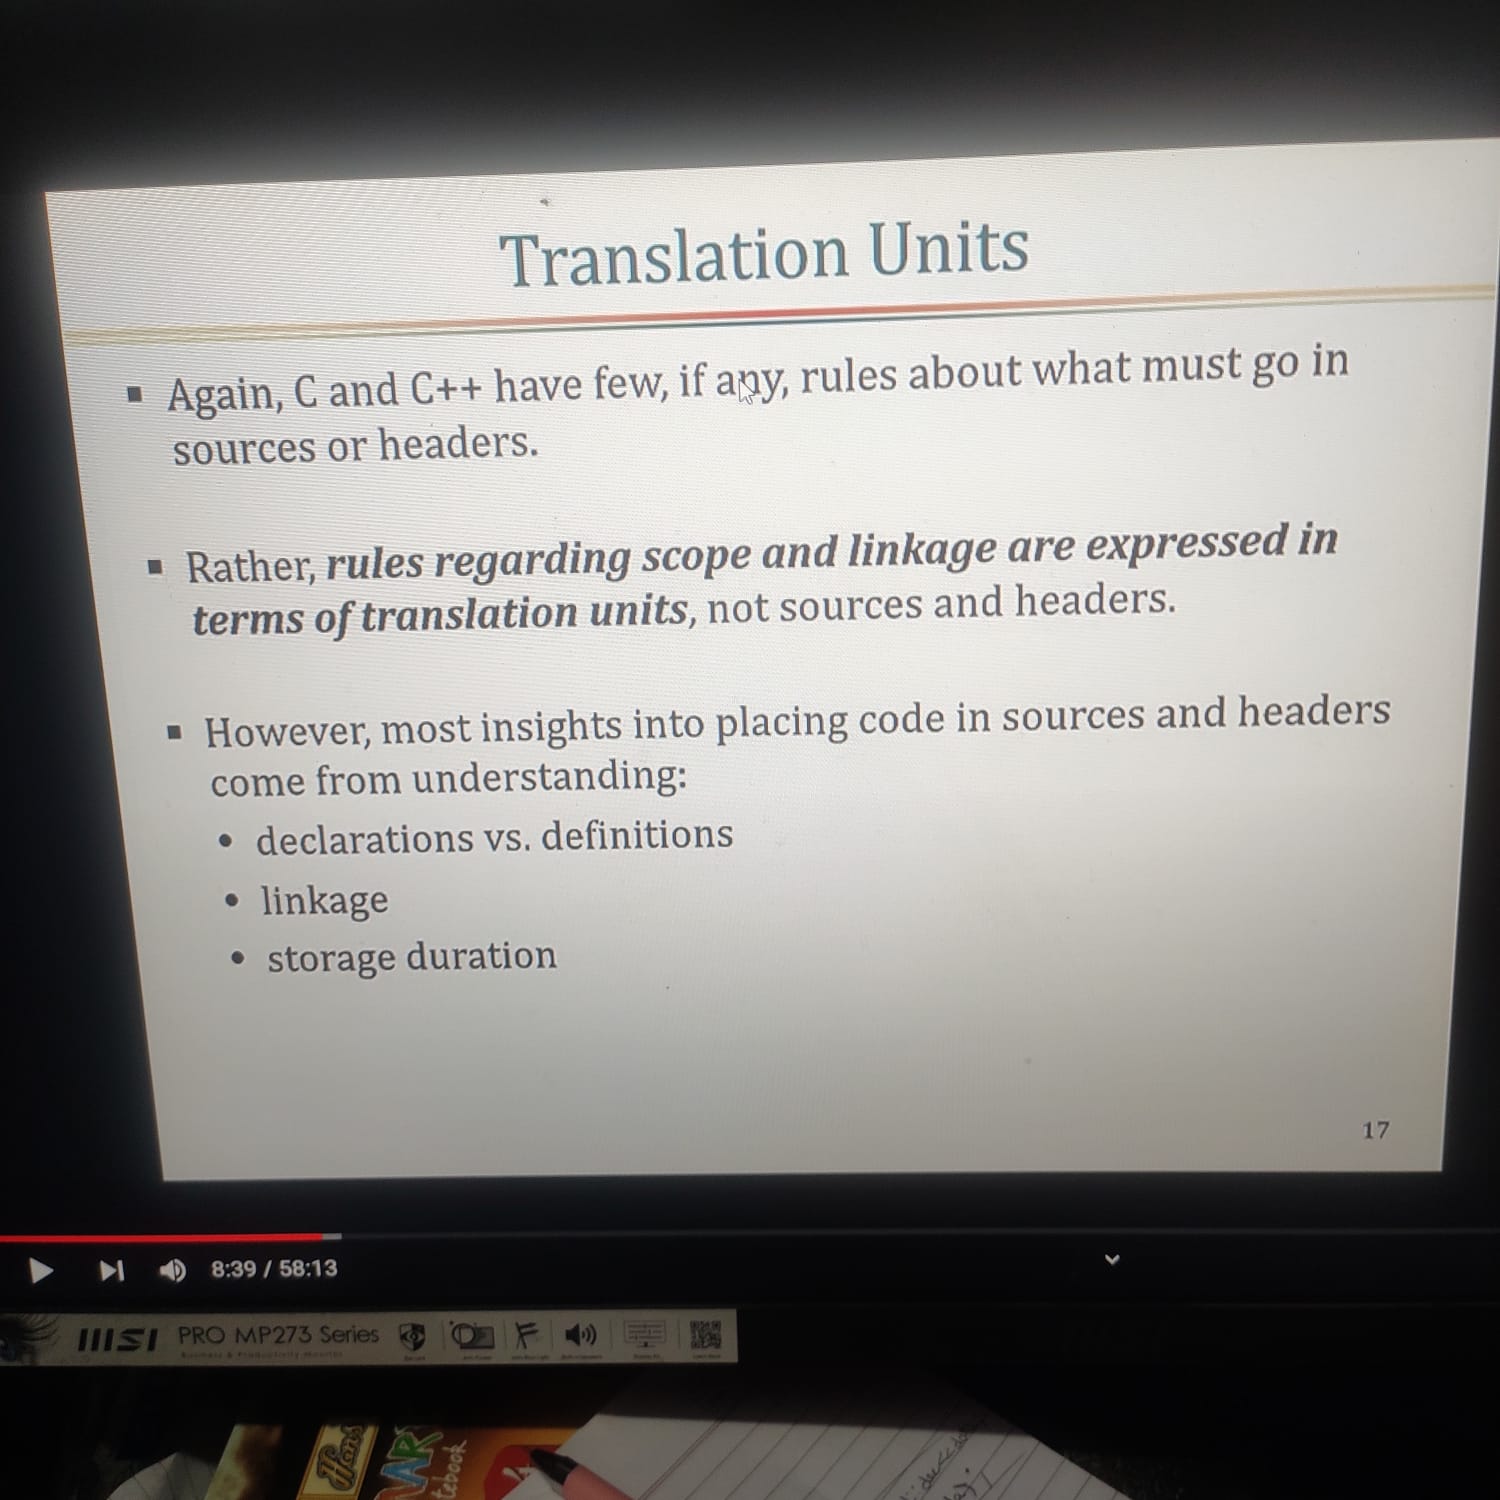 Translation Units
▪ Again, C and C++ have few, if any, rules about what must go in
sources or headers.
▪ Rather, rules regarding scope and linkage are expressed in
terms of translation units, not sources and headers.
▪ However, most insights into placing code in sources and headers
come from understanding:
• declarations vs. definitions
• linkage
• storage duration
17
8:39 / 58:13
msi PRO MP273 Series
Business & Productivity Monitor